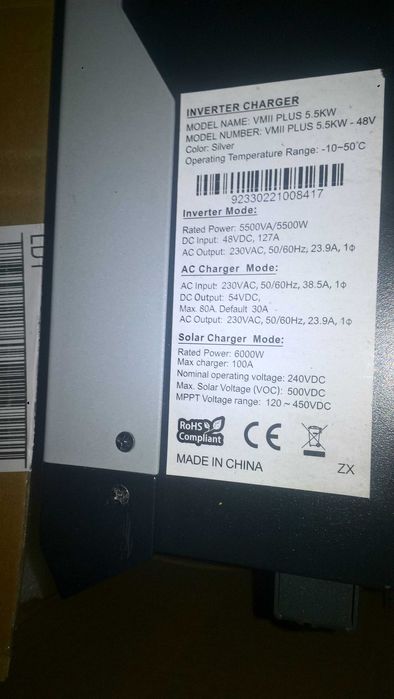 INVERTER CHARGER
MODEL NAME: VMII PLUS 5.5KW
MODEL NUMBER: VMII PLUS 5.5KW - 48V
Color: Silver
Operating Temperature Range: -10~50℃
92330221008417
Inverter Mode:
Rated Power: 5500VA/5500W
DC Input: 48VDC, 127A
AC Output: 230VAC, 50/60Hz, 23.9A, 1Φ
AC Charger Mode:
AC Input: 230VAC, 50/60Hz, 38.5A, 1Φ
DC Output: 54VDC,
Max. 80A. Default 30A
AC Output: 230VAC, 50/60Hz, 23.9A, 1Φ
Solar Charger Mode:
Rated Power: 6000W
Max charger: 100A
Nominal operating voltage: 240VDC
Max. Solar Voltage (VOC): 500VDC
MPPT Voltage range: 120 ~ 450VDC
RoHS
Compliant
CE
MADE IN CHINA
ZX